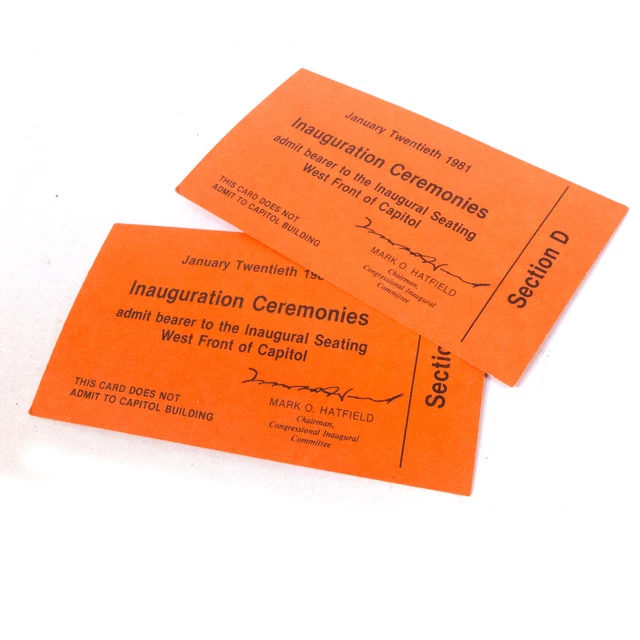 January Twentieth 1981
Inauguration Ceremonies
admit bearer to the Inaugural Seating
West Front of Capitol
THIS CARD DOES NOT
ADMIT TO CAPITOL BUILDING
MARK O. HATFIELD
Chairman,
Congressional Inaugural
Committee
Section D
January Twentieth 198
Inauguration Ceremonies
admit bearer to the Inaugural Seating
West Front of Capitol
THIS CARD DOES NOT
ADMIT TO CAPITOL BUILDING
MARK O. HATFIELD
Chairman,
Congressional Inaugural
Committee
Sectio